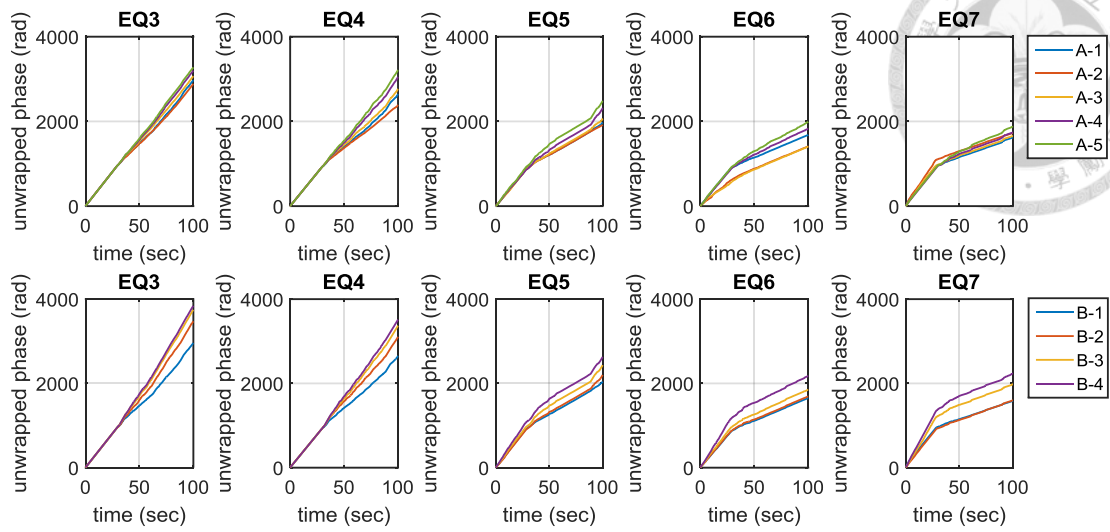 EQ3 EQ4 EQ5 EQ6 EQ7
unwrapped phase (rad) unwrapped phase (rad) unwrapped phase (rad) unwrapped phase (rad) unwrapped phase (rad)
4000 4000 4000 4000 4000
2000 2000 2000 2000 2000
0 0 0 0 0
0 50 100 0 50 100 0 50 100 0 50 100 0 50 100
time (sec) time (sec) time (sec) time (sec) time (sec)
A-1
A-2
A-3
A-4
A-5
學
EQ3 EQ4 EQ5 EQ6 EQ7
unwrapped phase (rad) unwrapped phase (rad) unwrapped phase (rad) unwrapped phase (rad) unwrapped phase (rad)
4000 4000 4000 4000 4000
2000 2000 2000 2000 2000
0 0 0 0 0
0 50 100 0 50 100 0 50 100 0 50 100 0 50 100
time (sec) time (sec) time (sec) time (sec) time (sec)
B-1
B-2
B-3
B-4